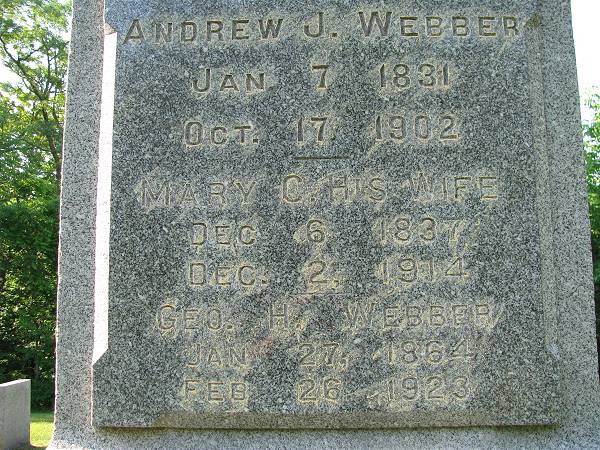 ANDREW J. WEBBER
JAN 7 1831
OCT. 17, 1902
MARY C. HIS WIFE
DEC 6 1837
DEC. 2, 1914
GEO. H. WEBBER
JAN 27, 1864
FEB 26 1923